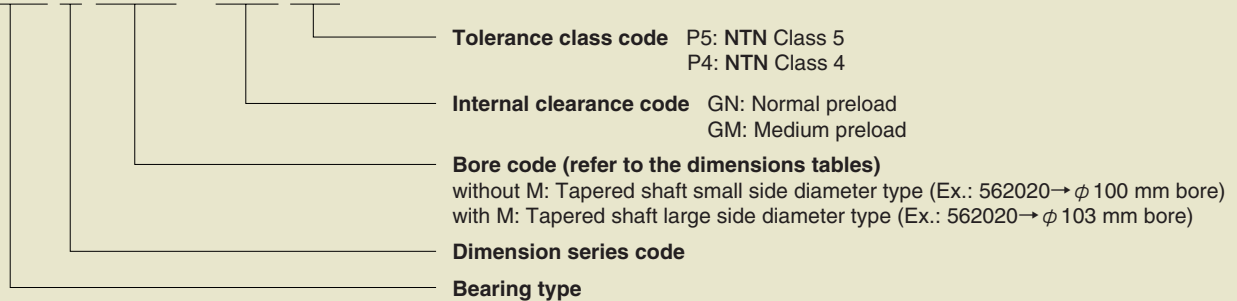 Tolerance class code P5: NTN Class 5
P4: NTN Class 4
Internal clearance code GN: Normal preload
GM: Medium preload
Bore code (refer to the dimensions tables)
without M: Tapered shaft small side diameter type (Ex.: 562020→φ100 mm bore)
with M: Tapered shaft large side diameter type (Ex.: 562020→φ103 mm bore)
Dimension series code
Bearing type